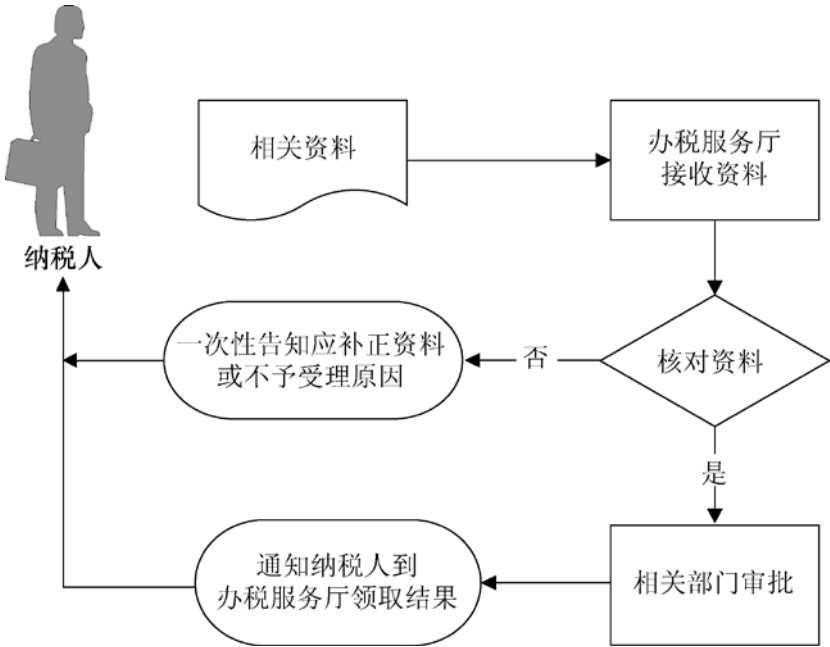 相关资料
办税服务厅
接收资料
纳税人
一次性告知应补正资料
或不予受理原因
否
核对资料
是
通知纳税人到
办税服务厅领取结果
相关部门审批